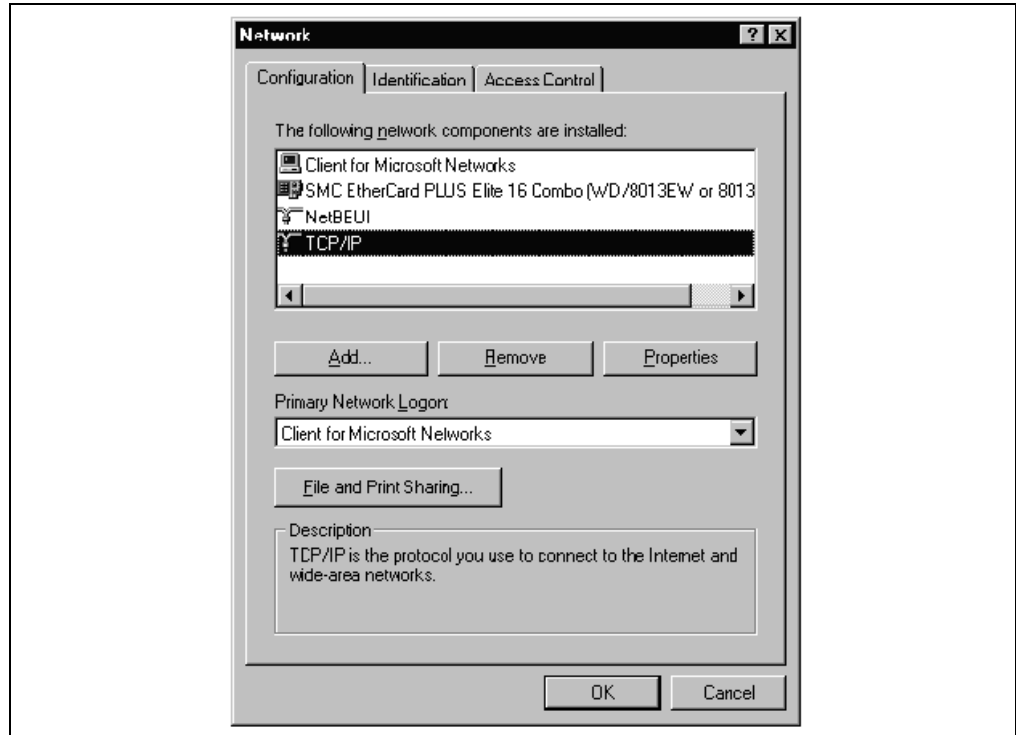 Network
Configuration Identification Access Control
The following network components are installed:
Client for Microsoft Networks
SMC EtherCard PLUS Elite 16 Combo (WD/8013EW or 8013
NetBEUI
TCP/IP
Add... Remove Properties
Primary Network Logon:
Client for Microsoft Networks
File and Print Sharing...
Description
TCP/IP is the protocol you use to connect to the Internet and
wide-area networks.
OK Cancel